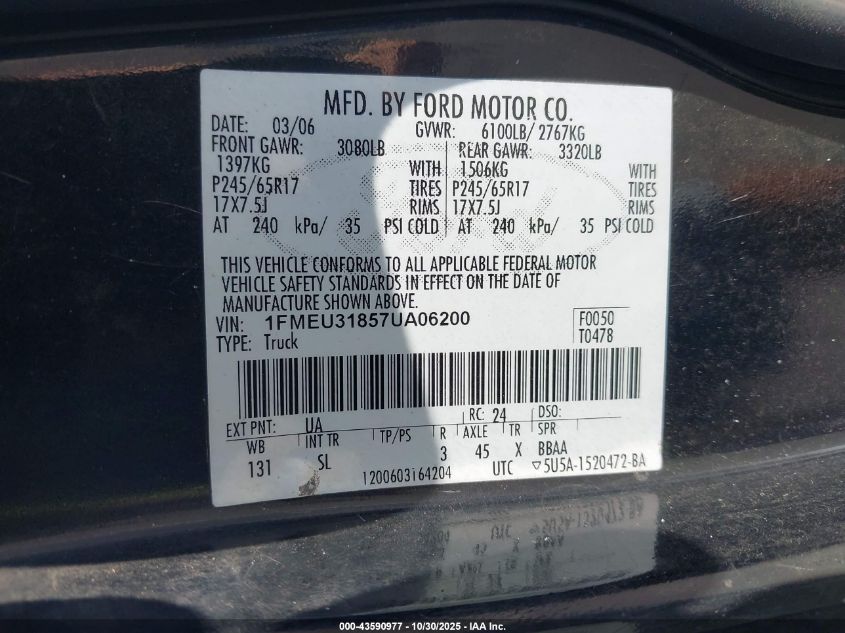 MFD. BY FORD MOTOR CO.
DATE: 03/06 GVWR: 6100LB/ 2767KG
FRONT GAWR: 3080LB REAR GAWR: 3320LB
1397KG WITH 1506KG WITH
P245/65R17 TIRES P245/65R17 TIRES
17X7.5J RIMS 17X7.5J RIMS
AT 240 kPa/ 35 PSI COLD AT 240 kPa/ 35 PSI COLD
THIS VEHICLE CONFORMS TO ALL APPLICABLE FEDERAL MOTOR
VEHICLE SAFETY STANDARDS IN EFFECT ON THE DATE OF
MANUFACTURE SHOWN ABOVE.
VIN: 1FMEU31857UA06200 F0050
TYPE: Truck T0478
EXT PNT: UA RC: 24 DSO:
WB INT TR TP/PS R AXLE TR SPR
131 SL 3 45 X BBAA
1200603i64204 UTC ▽5U5A-1520472-BA
000-43590977 - 10/30/2025 - IAA Inc.